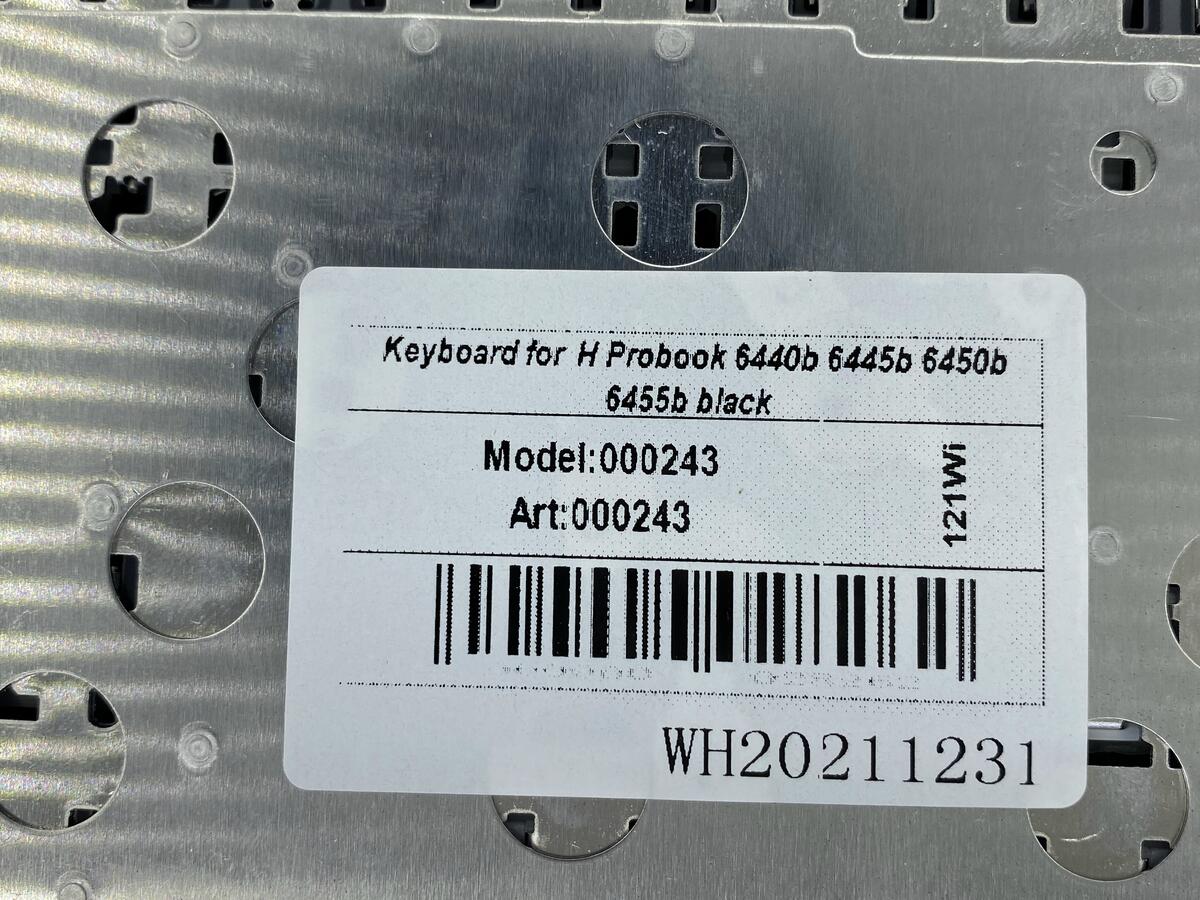 Keyboard for H Probook 6440b 6445b 6450b
6455b black
Model:000243
Art:000243
121Wi
WH20211231